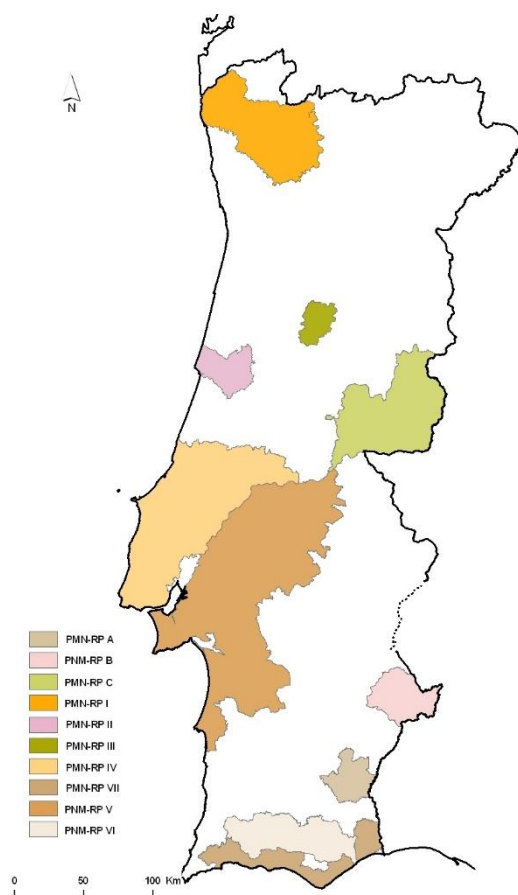 N
PMN-RP A
PNM-RP B
PMN-RP C
PMN-RP I
PMN-RP II
PMN-RP III
PMN-RP IV
PMN-RP VII
PMN-RP V
PNM-RP VI
0 50 100 Km